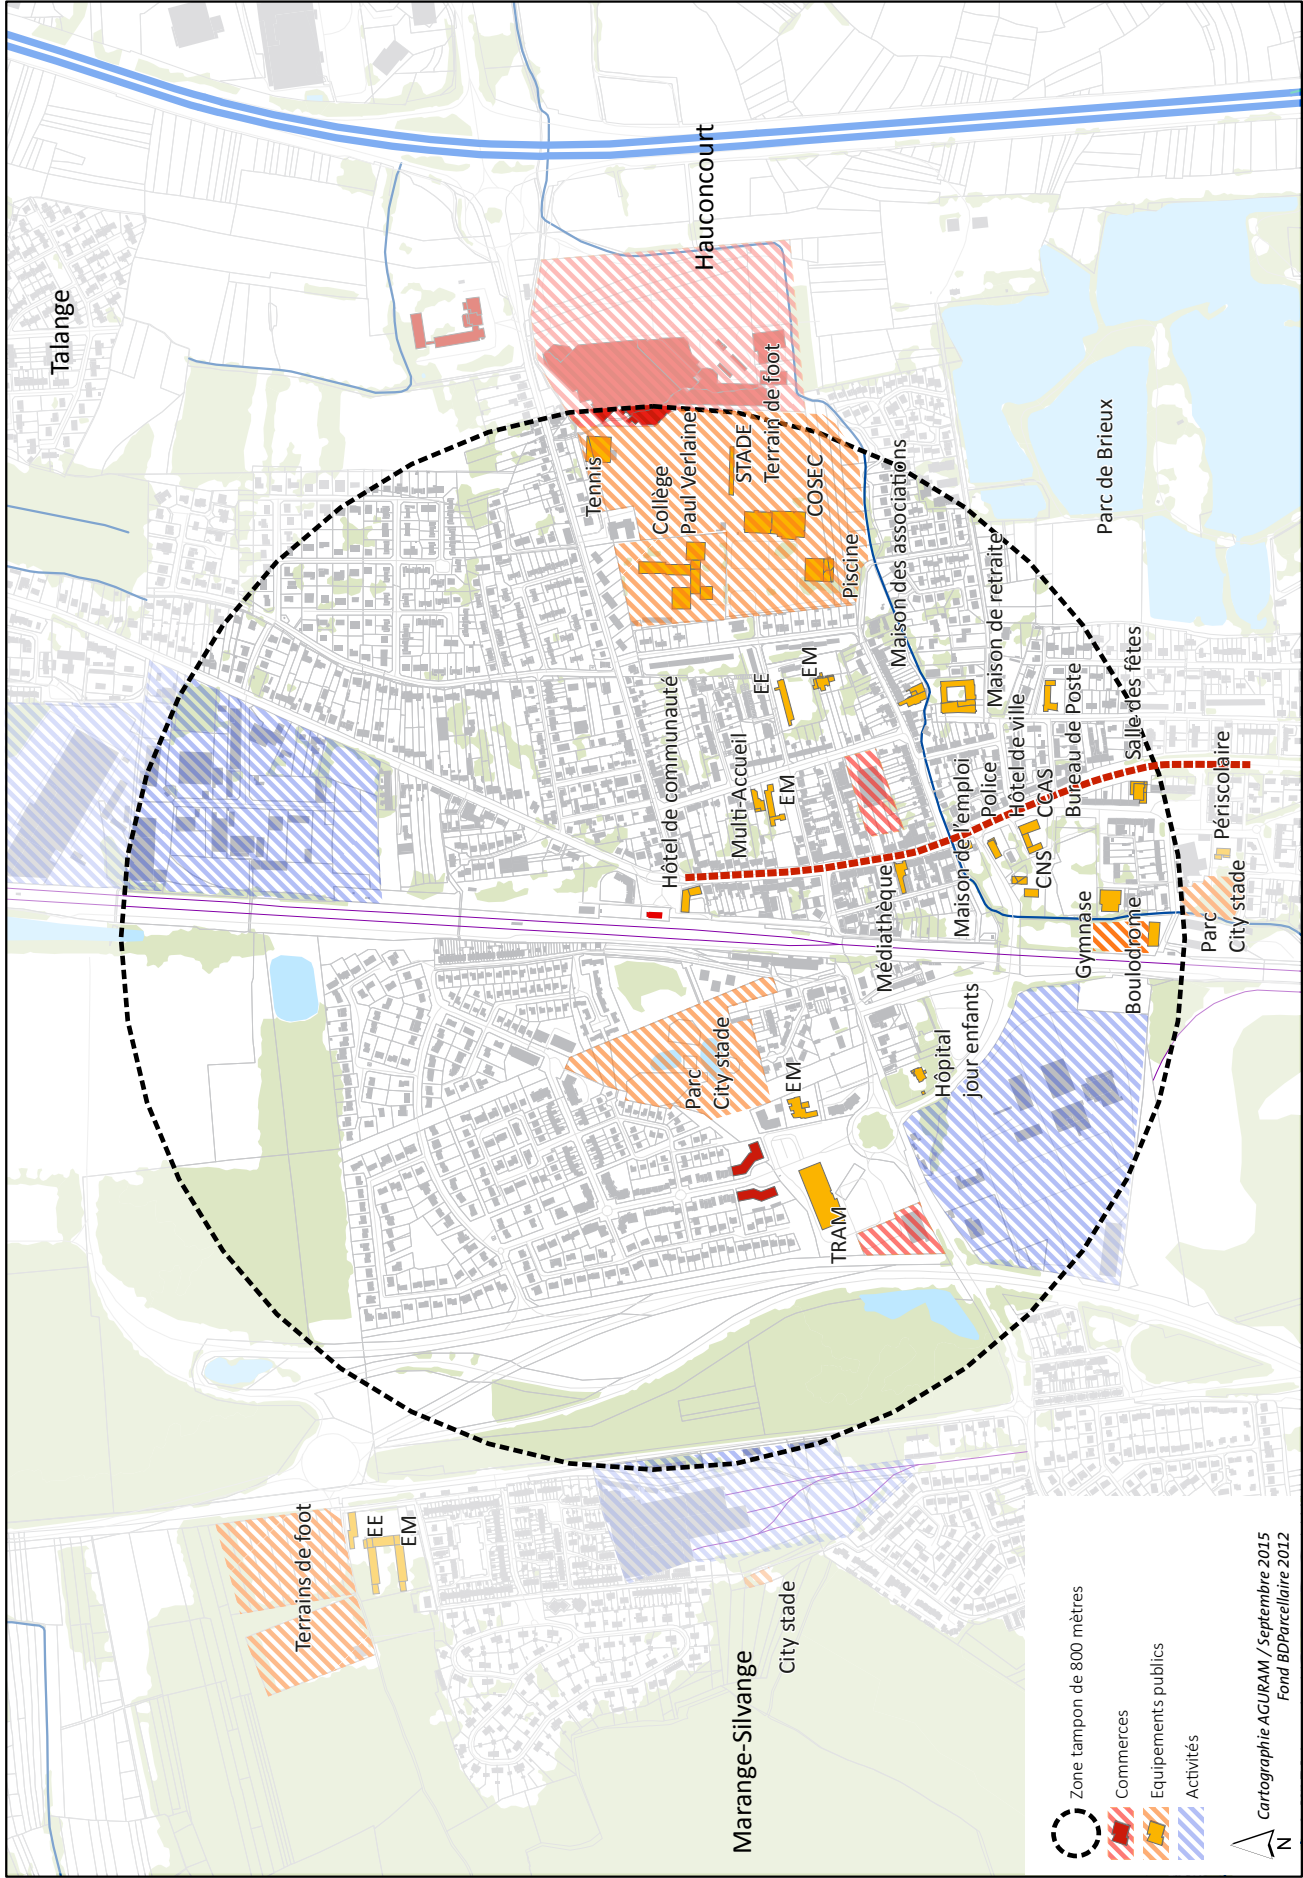 Talange
Hauconcourt
Tennis
Collège
Paul Verlaine
STADE
Terrain de foot
COSEC
Piscine
Maison des associations
Parc de Brieux
Maison de retraite
Hôtel de communauté
EE
EM
Multi-Accueil
EM
Police
Hôtel de ville
CCAS
Bureau de Poste
Salle des fêtes
Maison de l'emploi
CNS
Périscolaire
Médiathèque
Gymnase
Boulodrome
Parc
City stade
Parc
City stade
EM
Hôpital
jour enfants
TRAM
Terrains de foot
EE
EM
City stade
Marange-Silvange
Zone tampon de 800 mètres
Commerces
Equipements publics
Activités
N
Cartographie AGURAM / Septembre 2015
Fond BDParcellaire 2012